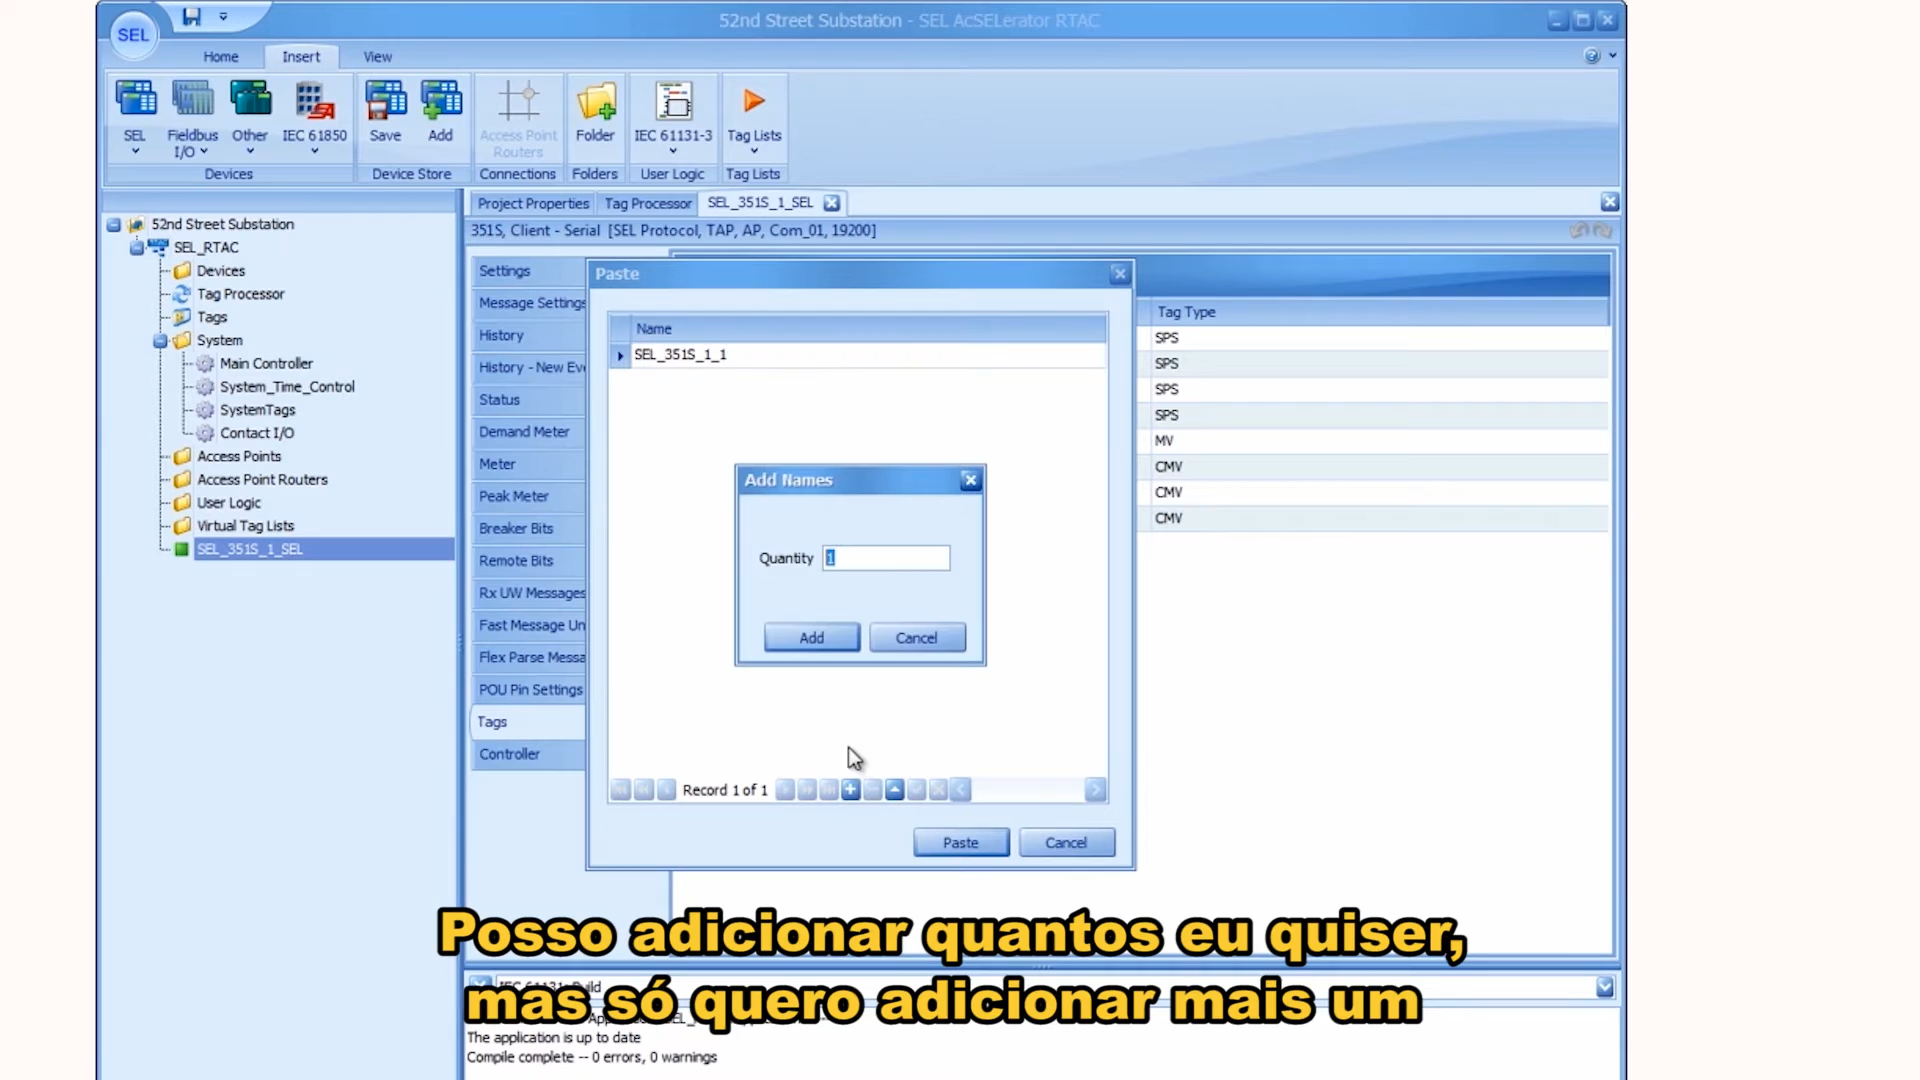 52nd Street Substation - SEL AcSELerator RTAC
SEL
Home
Insert
View
SEL
Fieldbus
I/O
Other
IEC 61850
Save
Add
Access Point
Routers
Folder
IEC 61131-3
Tag Lists
Devices
Device Store
Connections
Folders
User Logic
Tag Lists
52nd Street Substation
SEL_RTAC
Devices
Tag Processor
Tags
System
Main Controller
System_Time_Control
SystemTags
Contact I/O
Access Points
Access Point Routers
User Logic
Virtual Tag Lists
SEL_351S_1_SEL
Project Properties
Tag Processor
SEL_351S_1_SEL
351S, Client - Serial [SEL Protocol, TAP, AP, Com_01, 19200]
Settings
Message Settings
History
History - New Ev
Status
Demand Meter
Meter
Peak Meter
Breaker Bits
Remote Bits
Rx UW Messages
Fast Message Un
Flex Parse Messa
POU Pin Settings
Tags
Controller
Paste
Name
SEL_351S_1_1
Add Names
Quantity 1
Add
Cancel
Record 1 of 1
Paste
Cancel
Tag Type
SPS
SPS
SPS
SPS
MV
CMV
CMV
CMV
Posso adicionar quantos eu quiser,
mas só quero adicionar mais um
The application is up to date
Compile complete -- 0 errors, 0 warnings